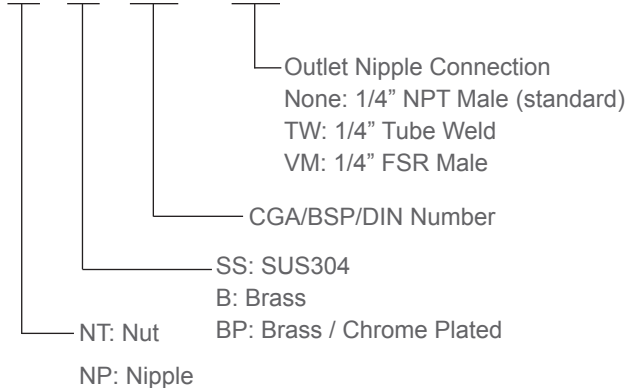 Outlet Nipple Connection
None: 1/4” NPT Male (standard)
TW: 1/4” Tube Weld
VM: 1/4” FSR Male
CGA/BSP/DIN Number
SS: SUS304
B: Brass
BP: Brass / Chrome Plated
NT: Nut
NP: Nipple